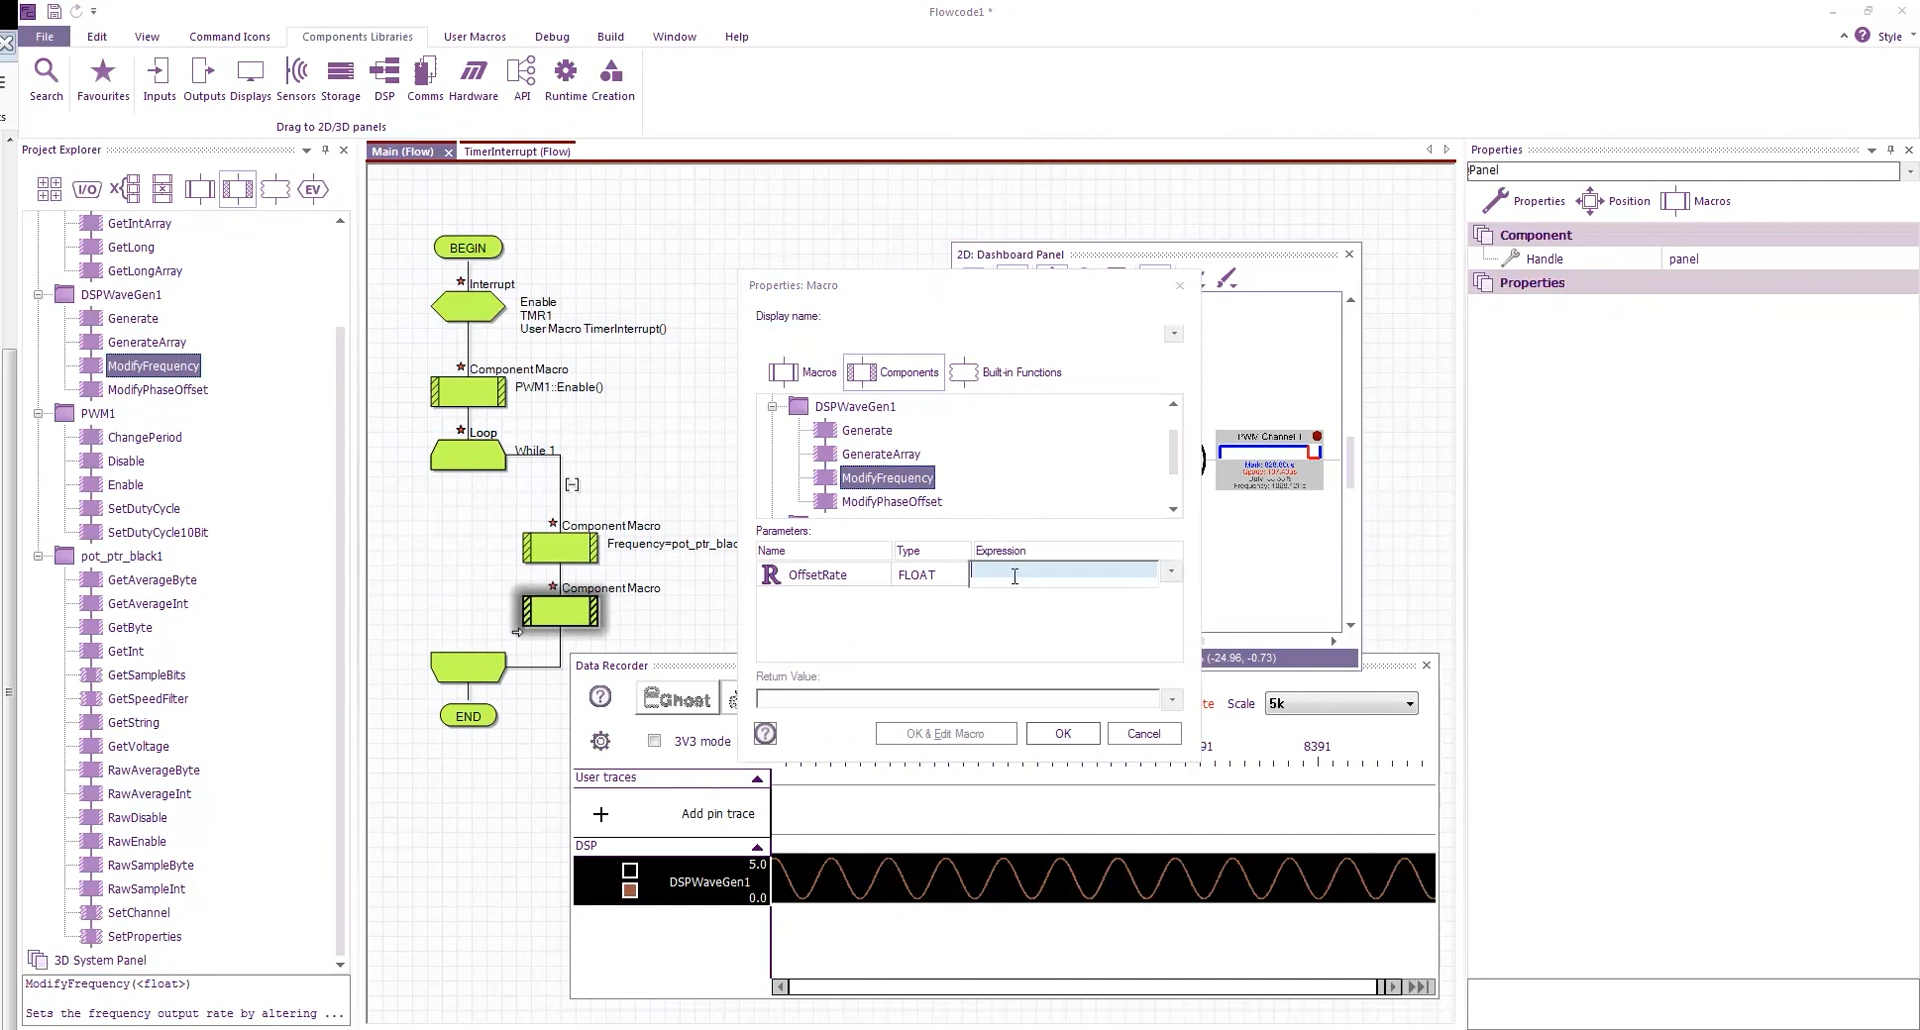 Flowcode1 *
File Edit View Command Icons Components Libraries User Macros Debug Build Window Help
Style
Search Favourites Inputs Outputs Displays Sensors Storage DSP Comms Hardware API Runtime Creation
Drag to 2D/3D panels
Project Explorer
I/O
EV
GetIntArray
GetLong
GetLongArray
DSPWaveGen1
Generate
GenerateArray
ModifyFrequency
ModifyPhaseOffset
PWM1
ChangePeriod
Disable
Enable
SetDutyCycle
SetDutyCycle10Bit
pot_ptr_black1
GetAverageByte
GetAverageInt
GetByte
GetInt
GetSampleBits
GetSpeedFilter
GetString
GetVoltage
RawAverageByte
RawAverageInt
RawDisable
RawEnable
RawSampleByte
RawSampleInt
SetChannel
SetProperties
3D System Panel
ModifyFrequency(<float>)
Sets the frequency output rate by altering ...
Main (Flow)
TimerInterrupt (Flow)
BEGIN
Interrupt
Enable
TMR1
User Macro TimerInterrupt()
Component Macro
PWM1::Enable()
Loop
While 1
Component Macro
Frequency=pot_ptr_blac
Component Macro
END
2D: Dashboard Panel
PWM Channel 1
(-24.96, -0.73)
Properties: Macro
Display name:
Macros Components Built-in Functions
DSPWaveGen1
Generate
GenerateArray
ModifyFrequency
ModifyPhaseOffset
Parameters:
Name Type Expression
R OffsetRate FLOAT
Return Value:
OK & Edit Macro OK Cancel
Data Recorder
Ghost
3V3 mode
te Scale 5k
91 8391
User traces
+ Add pin trace
DSP
5.0
DSPWaveGen1
0.0
Properties
Panel
Properties Position Macros
Component
Handle panel
Properties